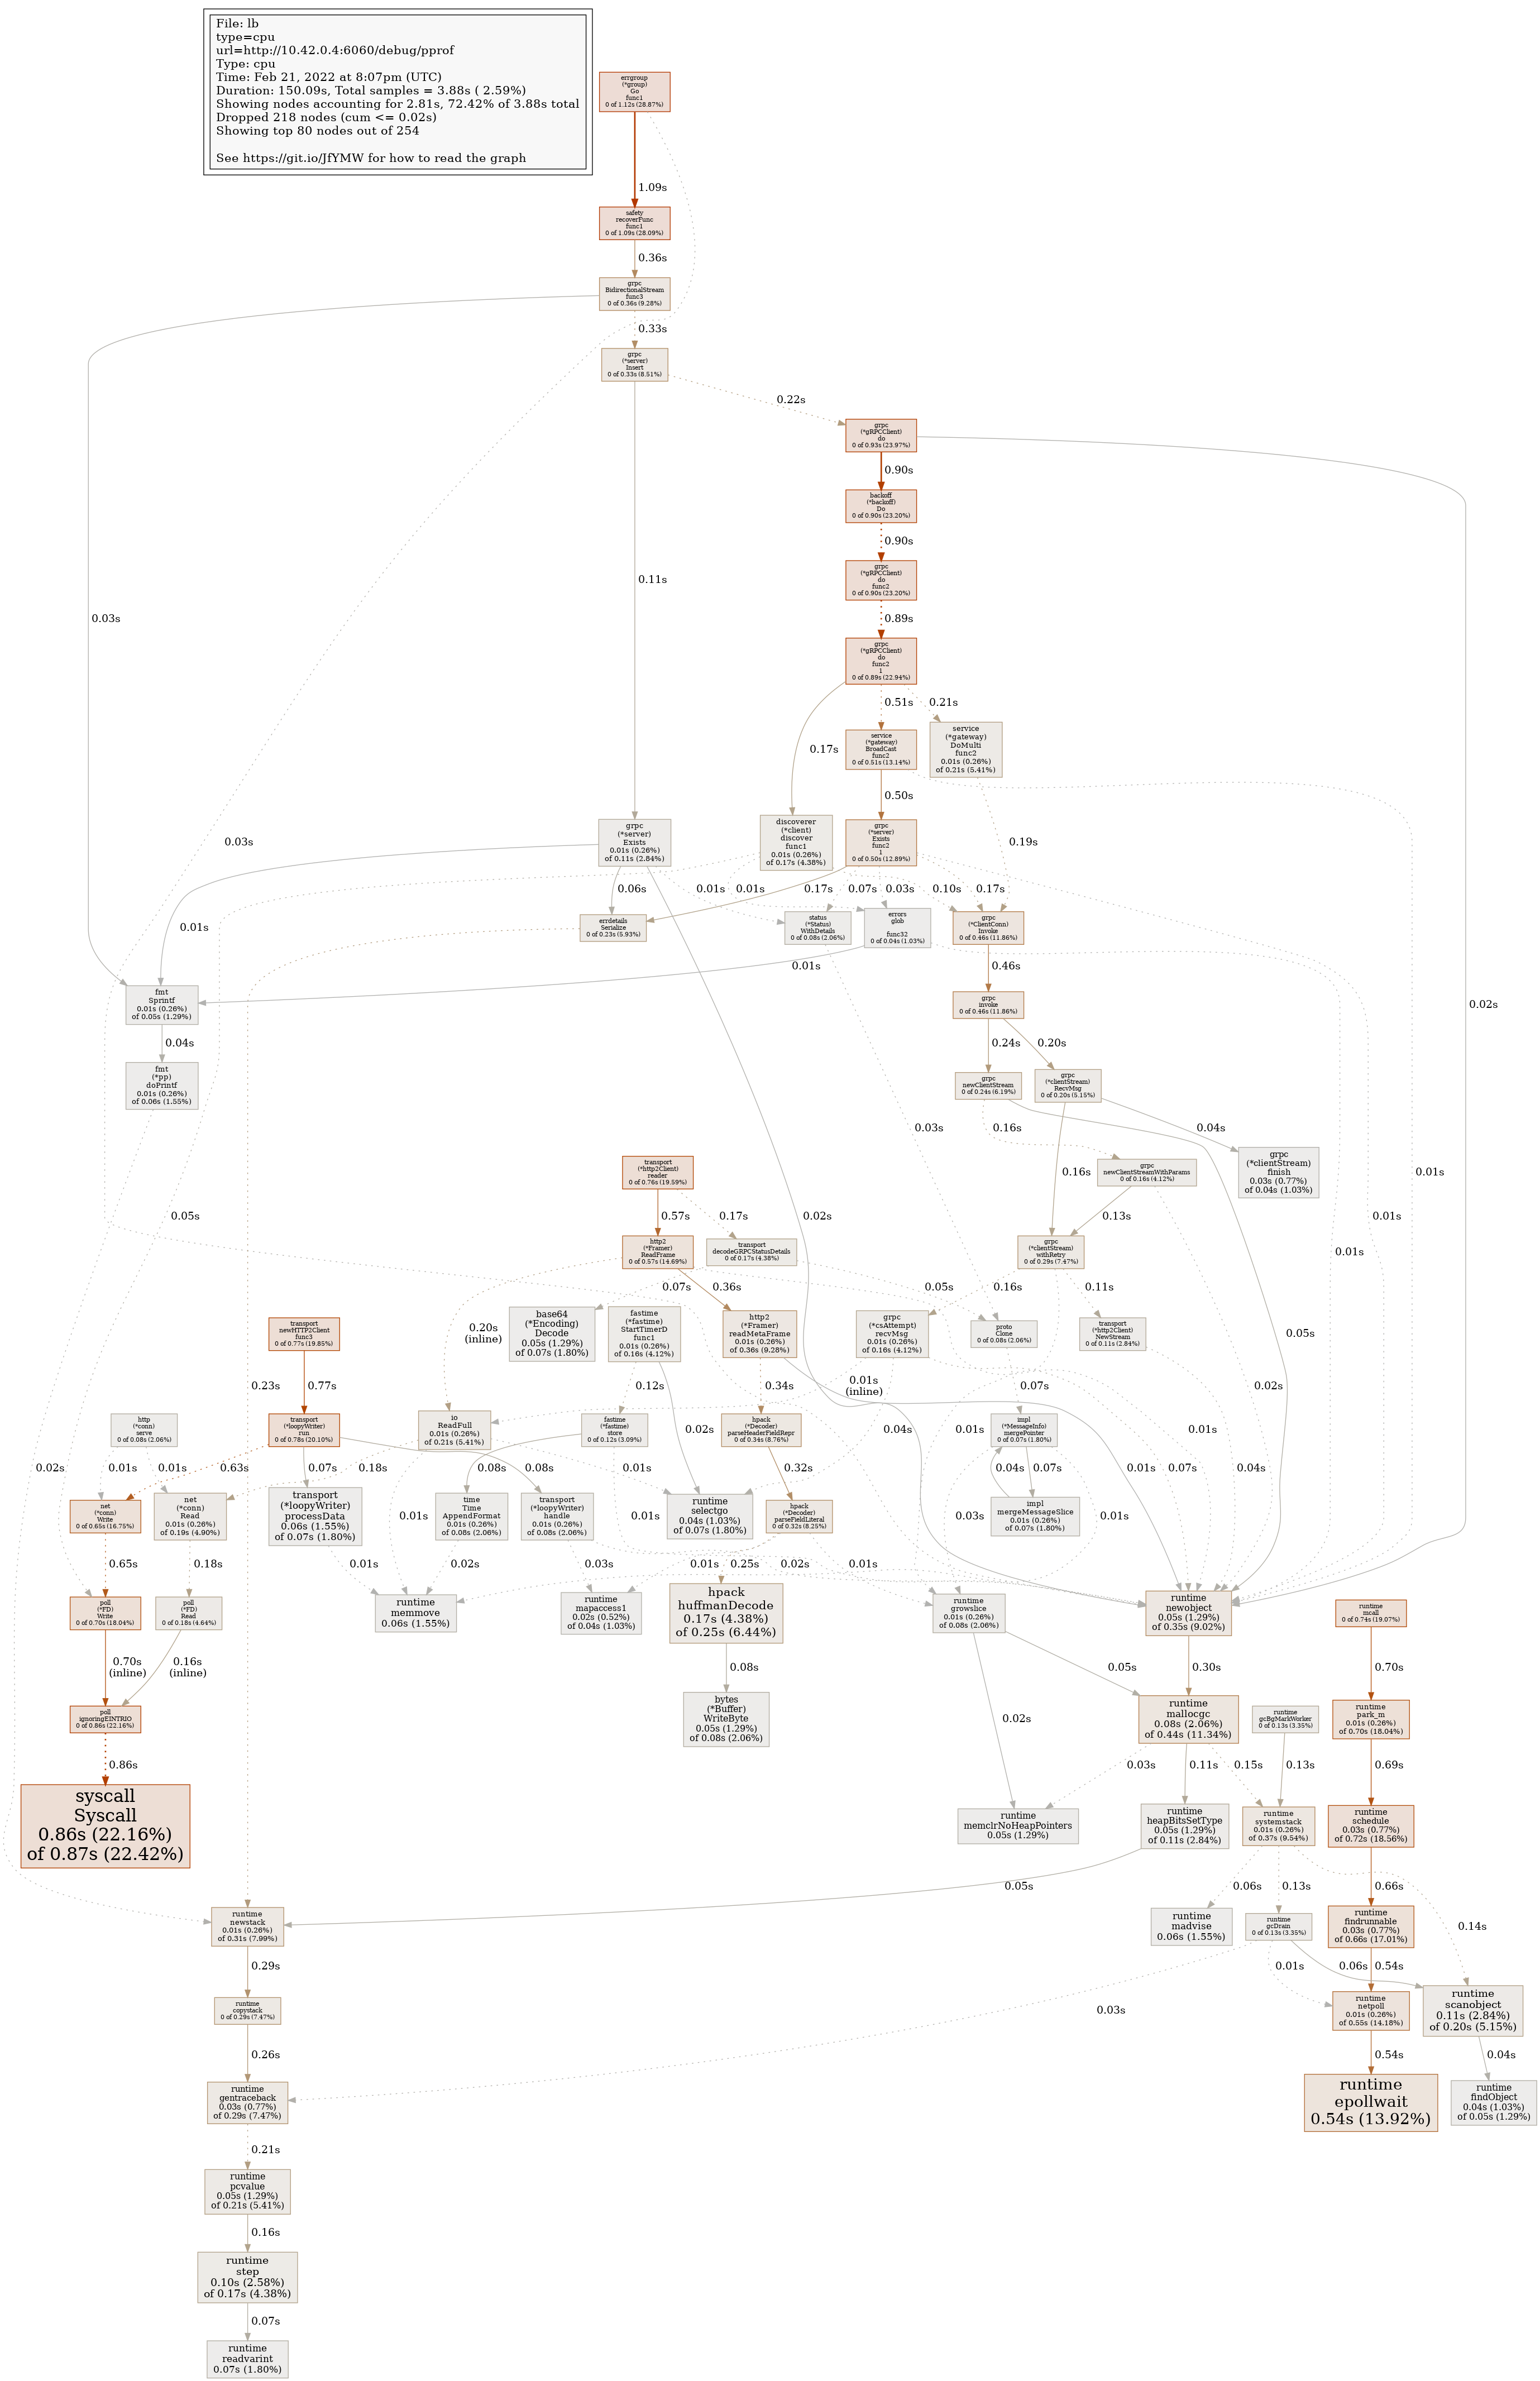 File: lb
type=cpu
url=http://10.42.0.4:6060/debug/pprof
Type: cpu
Time: Feb 21, 2022 at 8:07pm (UTC)
Duration: 150.09s, Total samples = 3.88s ( 2.59%)
Showing nodes accounting for 2.81s, 72.42% of 3.88s total
Dropped 218 nodes (cum <= 0.02s)
Showing top 80 nodes out of 254
See https://git.io/JfYMW for how to read the graph
errgroup
(*group)
Go
func1
0 of 1.12s (28.87%)
1.09s
safety
recoverFunc
func1
0 of 1.09s (28.09%)
0.36s
grpc
BidirectionalStream
func3
0 of 0.36s (9.28%)
0.33s
grpc
(*server)
Insert
0 of 0.33s (8.51%)
0.22s
grpc
(*gRPCClient)
do
0 of 0.93s (23.97%)
0.90s
backoff
(*backoff)
Do
0 of 0.90s (23.20%)
0.90s
grpc
(*gRPCClient)
do
func2
0 of 0.90s (23.20%)
0.11s
0.03s
0.89s
grpc
(*gRPCClient)
do
func2
1
0 of 0.89s (22.94%)
0.51s
0.21s
0.17s
service
(*gateway)
BroadCast
func2
0 of 0.51s (13.14%)
service
(*gateway)
DoMulti
func2
0.01s (0.26%)
of 0.21s (5.41%)
0.50s
0.03s
grpc
(*server)
Exists
0.01s (0.26%)
of 0.11s (2.84%)
discoverer
(*client)
discover
func1
0.01s (0.26%)
of 0.17s (4.38%)
grpc
(*server)
Exists
func2
1
0 of 0.50s (12.89%)
0.19s
0.06s
0.01s
0.01s
0.17s
0.07s
0.03s
0.10s
0.17s
0.01s
errdetails
Serialize
0 of 0.23s (5.93%)
status
(*Status)
WithDetails
0 of 0.08s (2.06%)
errors
glob
func32
0 of 0.04s (1.03%)
grpc
(*ClientConn)
Invoke
0 of 0.46s (11.86%)
0.01s
0.46s
fmt
Sprintf
0.01s (0.26%)
of 0.05s (1.29%)
grpc
invoke
0 of 0.46s (11.86%)
0.02s
0.04s
0.24s
0.20s
fmt
(*pp)
doPrintf
0.01s (0.26%)
of 0.06s (1.55%)
grpc
newClientStream
0 of 0.24s (6.19%)
grpc
(*clientStream)
RecvMsg
0 of 0.20s (5.15%)
0.03s
0.16s
0.04s
0.16s
grpc
(*clientStream)
finish
0.03s (0.77%)
of 0.04s (1.03%)
transport
(*http2Client)
reader
0 of 0.76s (19.59%)
grpc
newClientStreamWithParams
0 of 0.16s (4.12%)
0.01s
0.05s
0.57s
0.17s
0.02s
0.13s
0.01s
0.01s
http2
(*Framer)
ReadFrame
0 of 0.57s (14.69%)
transport
decodeGRPCStatusDetails
0 of 0.17s (4.38%)
grpc
(*clientStream)
withRetry
0 of 0.29s (7.47%)
0.07s
0.36s
0.05s
0.16s
0.11s
0.05s
0.20s
(inline)
base64
(*Encoding)
Decode
0.05s (1.29%)
of 0.07s (1.80%)
fastime
(*fastime)
StartTimerD
func1
0.01s (0.26%)
of 0.16s (4.12%)
http2
(*Framer)
readMetaFrame
0.01s (0.26%)
of 0.36s (9.28%)
grpc
(*csAttempt)
recvMsg
0.01s (0.26%)
of 0.16s (4.12%)
proto
Clone
0 of 0.08s (2.06%)
transport
(*http2Client)
NewStream
0 of 0.11s (2.84%)
transport
newHTTP2Client
func3
0 of 0.77s (19.85%)
0.23s
0.77s
0.12s
0.34s
0.01s
(inline)
0.07s
0.02s
http
(*conn)
serve
0 of 0.08s (2.06%)
transport
(*loopyWriter)
run
0 of 0.78s (20.10%)
io
ReadFull
0.01s (0.26%)
of 0.21s (5.41%)
fastime
(*fastime)
store
0 of 0.12s (3.09%)
0.02s
hpack
(*Decoder)
parseHeaderFieldRepr
0 of 0.34s (8.76%)
0.04s
0.01s
impl
(*MessageInfo)
mergePointer
0 of 0.07s (1.80%)
0.01s
0.02s
0.01s
0.01s
0.63s
0.07s
0.08s
0.18s
0.08s
0.01s
0.32s
0.04s
0.07s
0.01s
0.07s
0.04s
net
(*conn)
Write
0 of 0.65s (16.75%)
net
(*conn)
Read
0.01s (0.26%)
of 0.19s (4.90%)
transport
(*loopyWriter)
processData
0.06s (1.55%)
of 0.07s (1.80%)
time
Time
AppendFormat
0.01s (0.26%)
of 0.08s (2.06%)
transport
(*loopyWriter)
handle
0.01s (0.26%)
of 0.08s (2.06%)
runtime
selectgo
0.04s (1.03%)
of 0.07s (1.80%)
hpack
(*Decoder)
parseFieldLiteral
0 of 0.32s (8.25%)
impl
mergeMessageSlice
0.01s (0.26%)
of 0.07s (1.80%)
0.01s
0.01s
0.03s
0.01s
0.65s
0.18s
0.01s
0.02s
0.03s
0.01s
0.25s
0.02s
0.01s
poll
(*FD)
Write
0 of 0.70s (18.04%)
poll
(*FD)
Read
0 of 0.18s (4.64%)
runtime
memmove
0.06s (1.55%)
runtime
mapaccess1
0.02s (0.52%)
of 0.04s (1.03%)
hpack
huffmanDecode
0.17s (4.38%)
of 0.25s (6.44%)
runtime
growslice
0.01s (0.26%)
of 0.08s (2.06%)
runtime
newobject
0.05s (1.29%)
of 0.35s (9.02%)
runtime
mcall
0 of 0.74s (19.07%)
0.70s
(inline)
0.16s
(inline)
0.08s
0.05s
0.30s
0.70s
poll
ignoringEINTRIO
0 of 0.86s (22.16%)
bytes
(*Buffer)
WriteByte
0.05s (1.29%)
of 0.08s (2.06%)
0.02s
runtime
mallocgc
0.08s (2.06%)
of 0.44s (11.34%)
runtime
gcBgMarkWorker
0 of 0.13s (3.35%)
runtime
park_m
0.01s (0.26%)
of 0.70s (18.04%)
0.86s
0.03s
0.11s
0.15s
0.13s
0.69s
syscall
Syscall
0.86s (22.16%)
of 0.87s (22.42%)
runtime
memclrNoHeapPointers
0.05s (1.29%)
runtime
heapBitsSetType
0.05s (1.29%)
of 0.11s (2.84%)
runtime
systemstack
0.01s (0.26%)
of 0.37s (9.54%)
runtime
schedule
0.03s (0.77%)
of 0.72s (18.56%)
0.05s
0.06s
0.13s
0.66s
runtime
newstack
0.01s (0.26%)
of 0.31s (7.99%)
runtime
madvise
0.06s (1.55%)
runtime
gcDrain
0 of 0.13s (3.35%)
runtime
findrunnable
0.03s (0.77%)
of 0.66s (17.01%)
0.14s
0.29s
0.01s
0.06s
0.54s
runtime
copystack
0 of 0.29s (7.47%)
0.03s
runtime
netpoll
0.01s (0.26%)
of 0.55s (14.18%)
runtime
scanobject
0.11s (2.84%)
of 0.20s (5.15%)
0.26s
0.54s
0.04s
runtime
gentraceback
0.03s (0.77%)
of 0.29s (7.47%)
runtime
epollwait
0.54s (13.92%)
runtime
findObject
0.04s (1.03%)
of 0.05s (1.29%)
0.21s
runtime
pcvalue
0.05s (1.29%)
of 0.21s (5.41%)
0.16s
runtime
step
0.10s (2.58%)
of 0.17s (4.38%)
0.07s
runtime
readvarint
0.07s (1.80%)